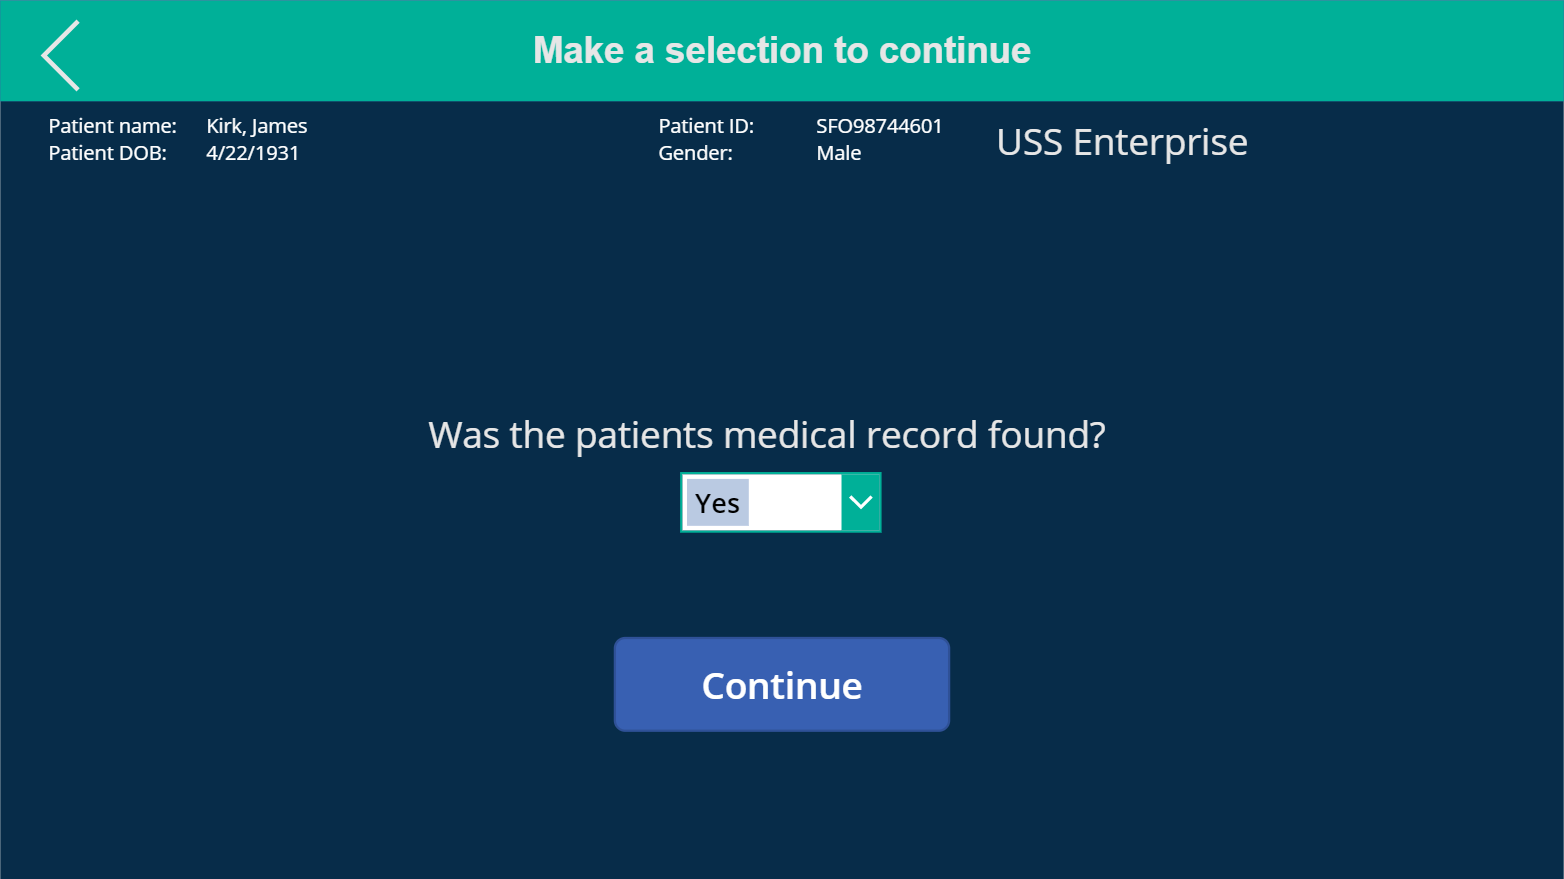 Make a selection to continue
Patient name: Kirk, James
Patient DOB: 4/22/1931
Patient ID: SFO98744601
Gender: Male
USS Enterprise
Was the patients medical record found?
Yes
Continue